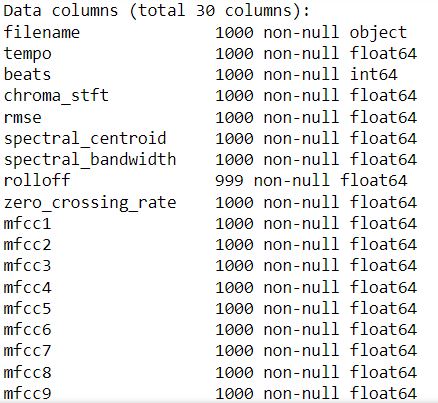 Data columns (total 30 columns):
filename 1000 non-null object
tempo 1000 non-null float64
beats 1000 non-null int64
chroma_stft 1000 non-null float64
rmse 1000 non-null float64
spectral_centroid 1000 non-null float64
spectral_bandwidth 1000 non-null float64
rolloff 999 non-null float64
zero_crossing_rate 1000 non-null float64
mfcc1 1000 non-null float64
mfcc2 1000 non-null float64
mfcc3 1000 non-null float64
mfcc4 1000 non-null float64
mfcc5 1000 non-null float64
mfcc6 1000 non-null float64
mfcc7 1000 non-null float64
mfcc8 1000 non-null float64
mfcc9 1000 non-null float64